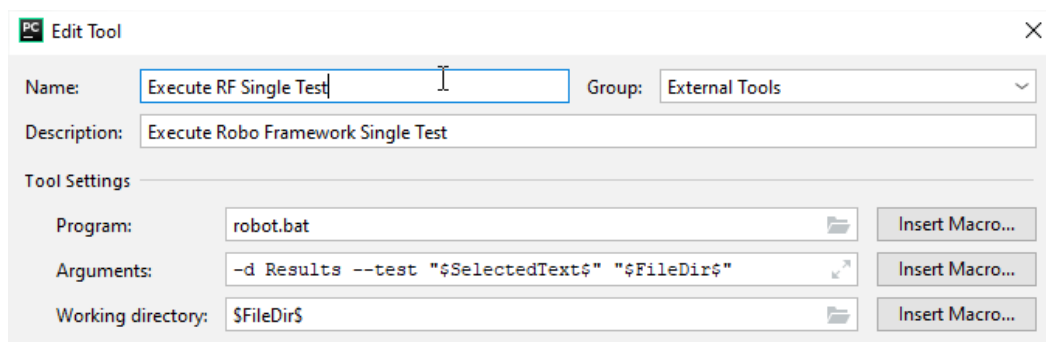 PC Edit Tool
Name: Execute RF Single Test Group: External Tools
Description: Execute Robo Framework Single Test
Tool Settings
Program: robot.bat Insert Macro...
Arguments: -d Results --test "$SelectedText$" "$FileDir$" Insert Macro...
Working directory: $FileDir$ Insert Macro...